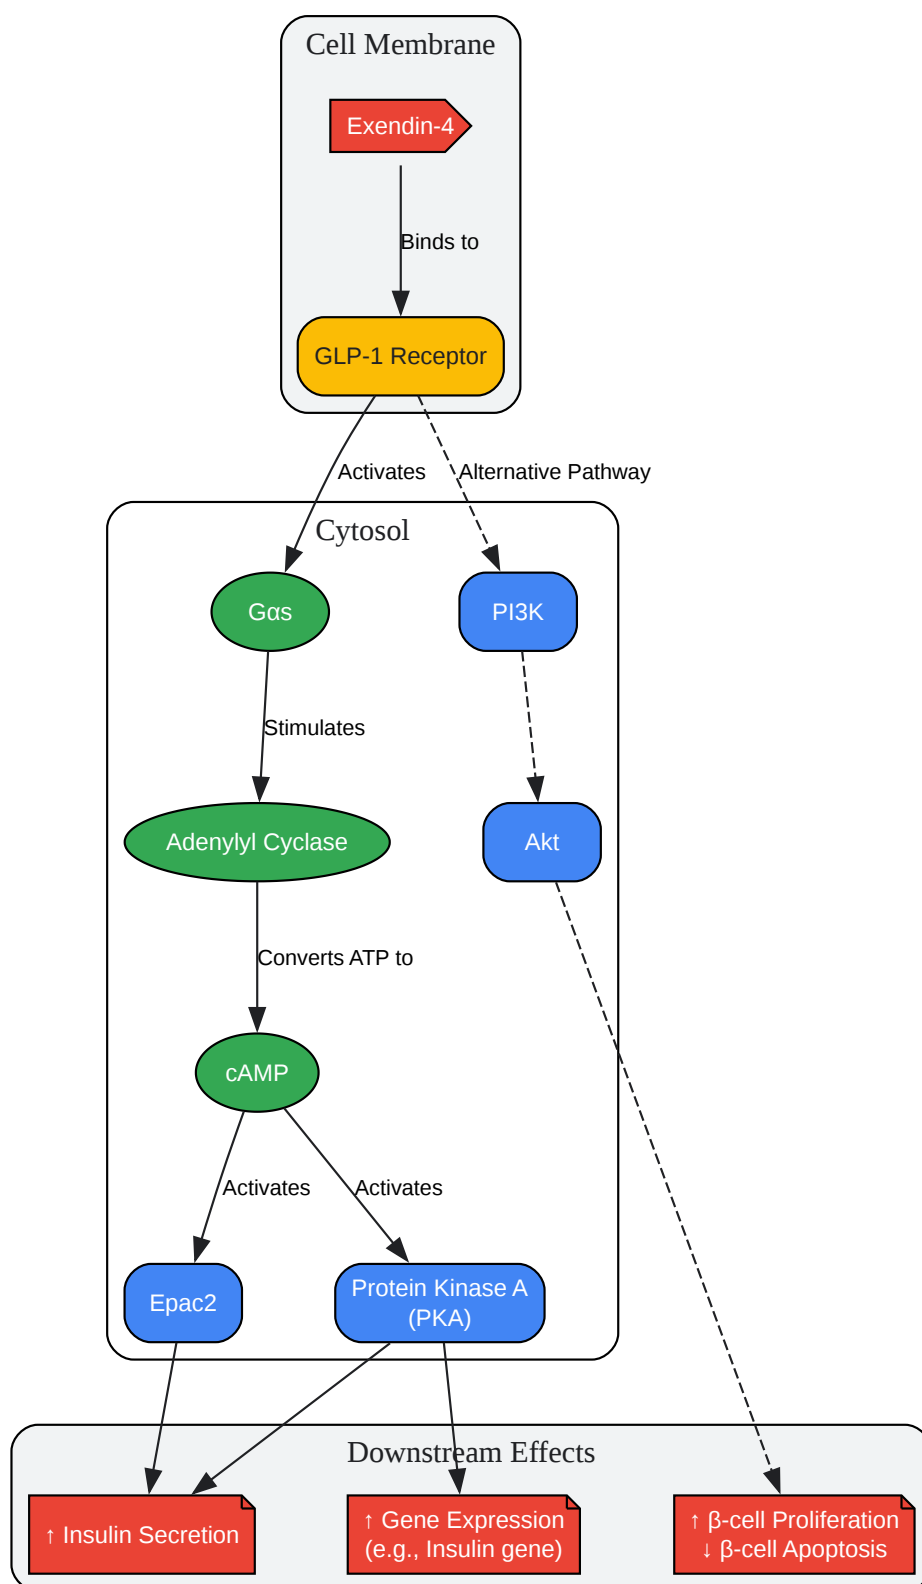 Cell Membrane
Exendin-4
Binds to
GLP-1 Receptor
Activates
Alternative Pathway
Cytosol
Gαs
PI3K
Stimulates
Adenylyl Cyclase
Akt
Converts ATP to
cAMP
Activates
Activates
Epac2
Protein Kinase A
(PKA)
Downstream Effects
↑ Insulin Secretion
↑ Gene Expression
(e.g., Insulin gene)
↑ β-cell Proliferation
↓ β-cell Apoptosis